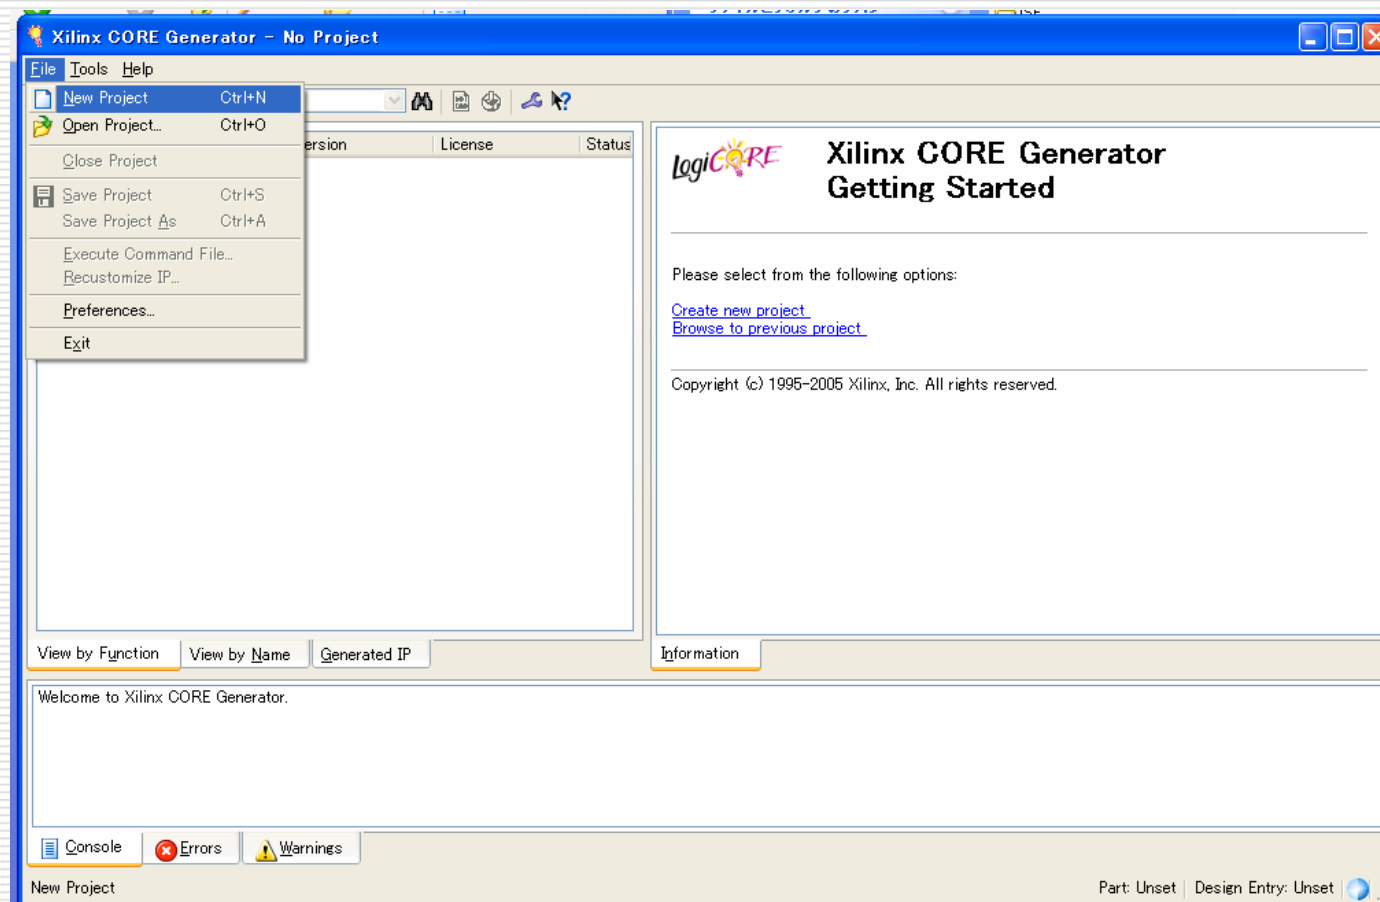 ISE
Xilinx CORE Generator - No Project
File Tools Help
New Project Ctrl+N
Open Project... Ctrl+O
Close Project
Save Project Ctrl+S
Save Project As Ctrl+A
Execute Command File...
Recustomize IP...
Preferences...
Exit
ersion License Status
LogiCORE
Xilinx CORE Generator
Getting Started
Please select from the following options:
Create new project
Browse to previous project
Copyright (c) 1995-2005 Xilinx, Inc. All rights reserved.
View by Function View by Name Generated IP
Information
Welcome to Xilinx CORE Generator.
Console Errors Warnings
New Project Part: Unset Design Entry: Unset